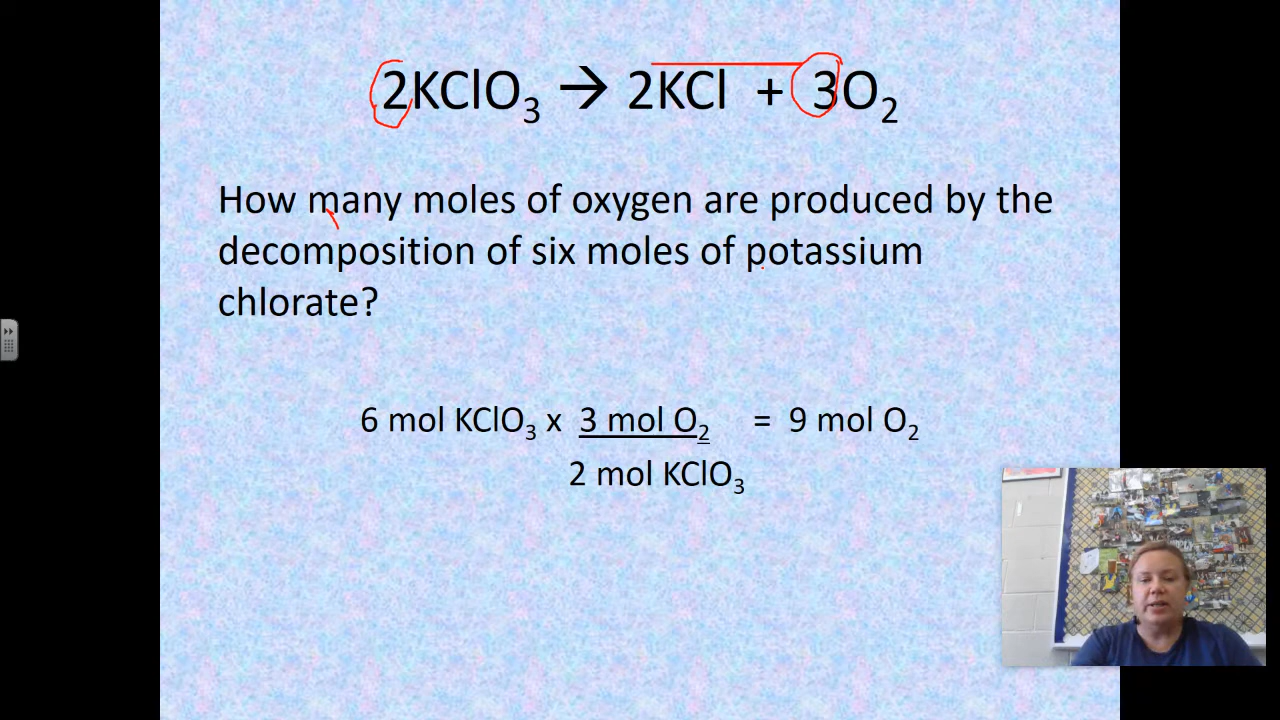 2KClO₃ → 2KCl + 3O₂
How many moles of oxygen are produced by the
decomposition of six moles of potassium
chlorate?
6 mol KClO₃ x 3 mol O₂ = 9 mol O₂
2 mol KClO₃